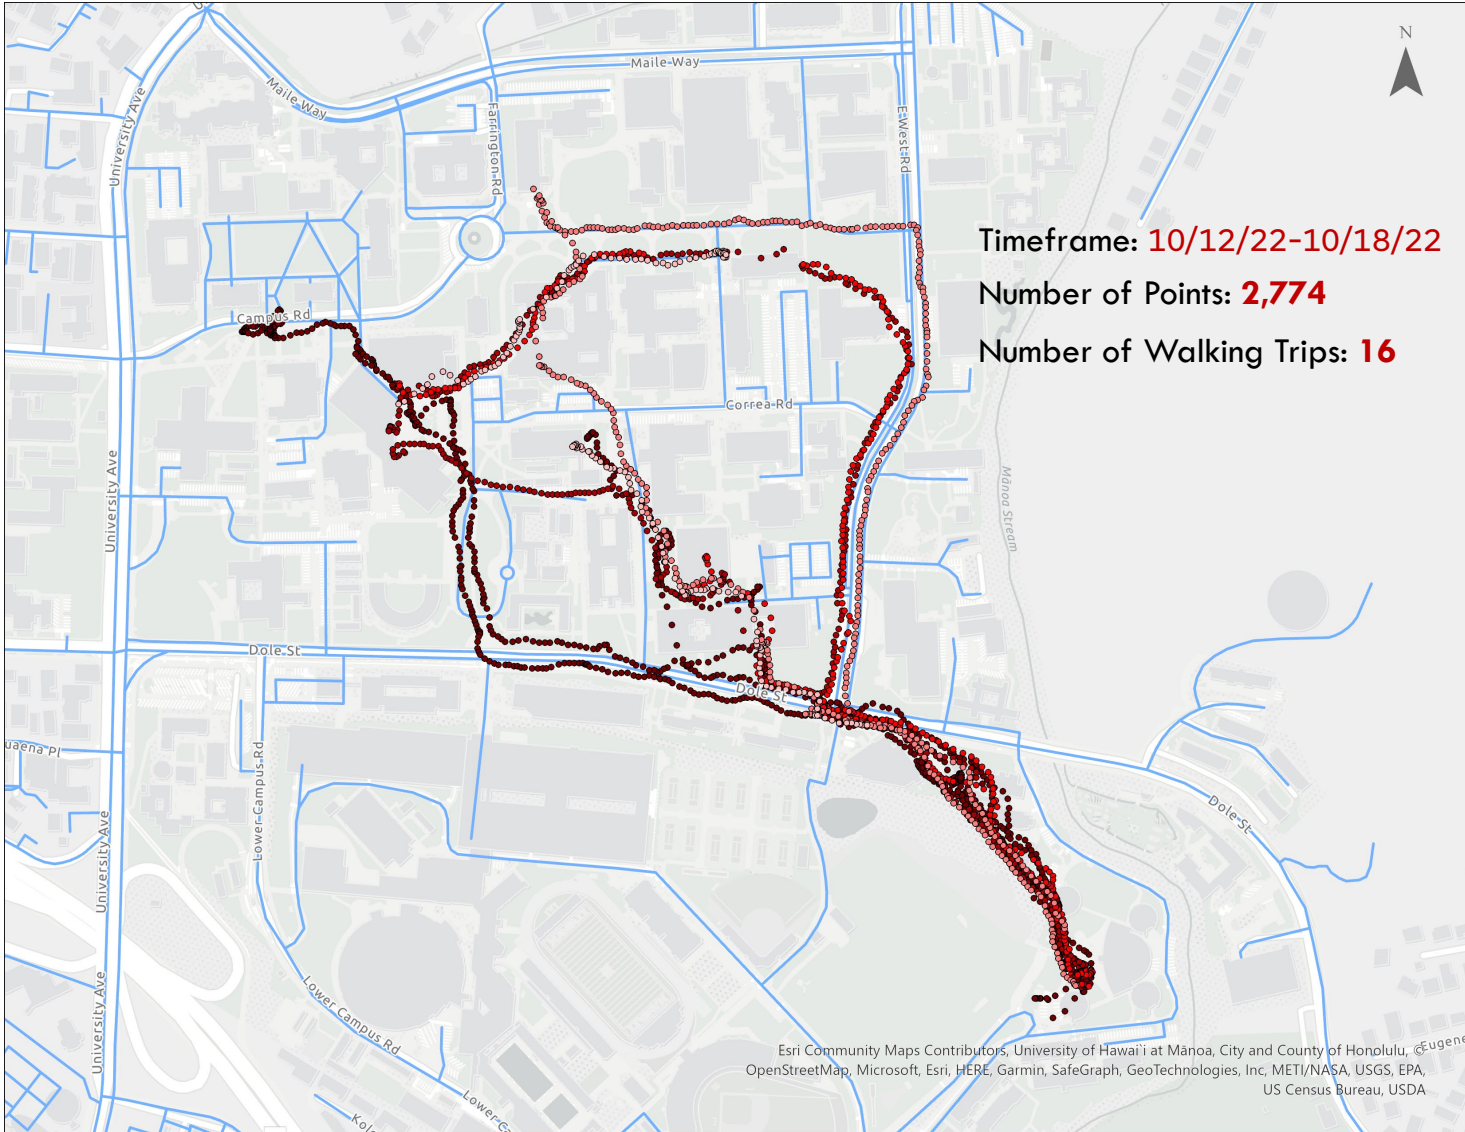 N
Maile Way
Maile Way
University Ave
Farrington Rd
E West Rd
Timeframe: 10/12/22-10/18/22
Number of Points: 2,774
Number of Walking Trips: 16
Campus Rd
Correa Rd
University Ave
Mānoa Stream
Dole St
Dole St
uaena Pl
Lower Campus Rd
Dole St
University Ave
University Ave
Lower Campus Rd
Eugene
Lower Ca
Kolo
Esri Community Maps Contributors, University of Hawai'i at Mānoa, City and County of Honolulu, ©
OpenStreetMap, Microsoft, Esri, HERE, Garmin, SafeGraph, GeoTechnologies, Inc, METI/NASA, USGS, EPA,
US Census Bureau, USDA